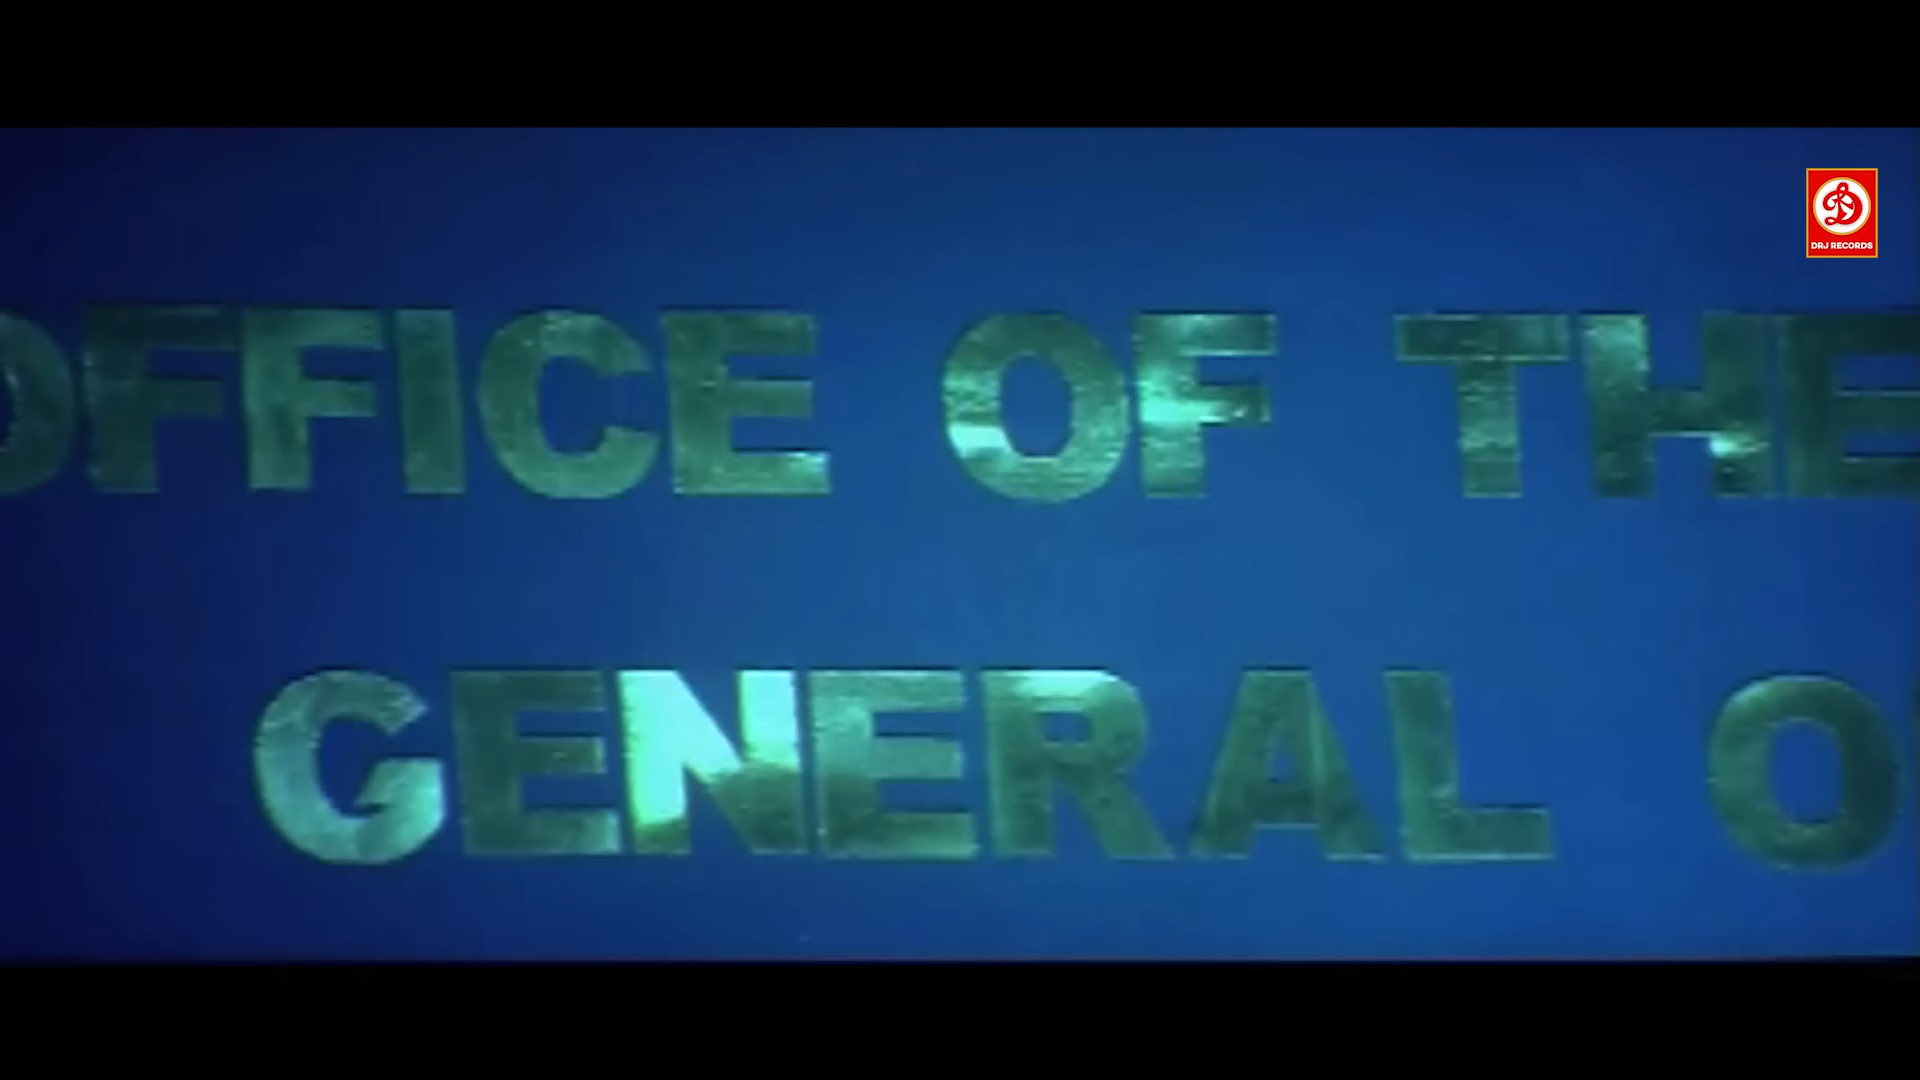 OFFICE OF THE
GENERAL O
DRJ RECORDS